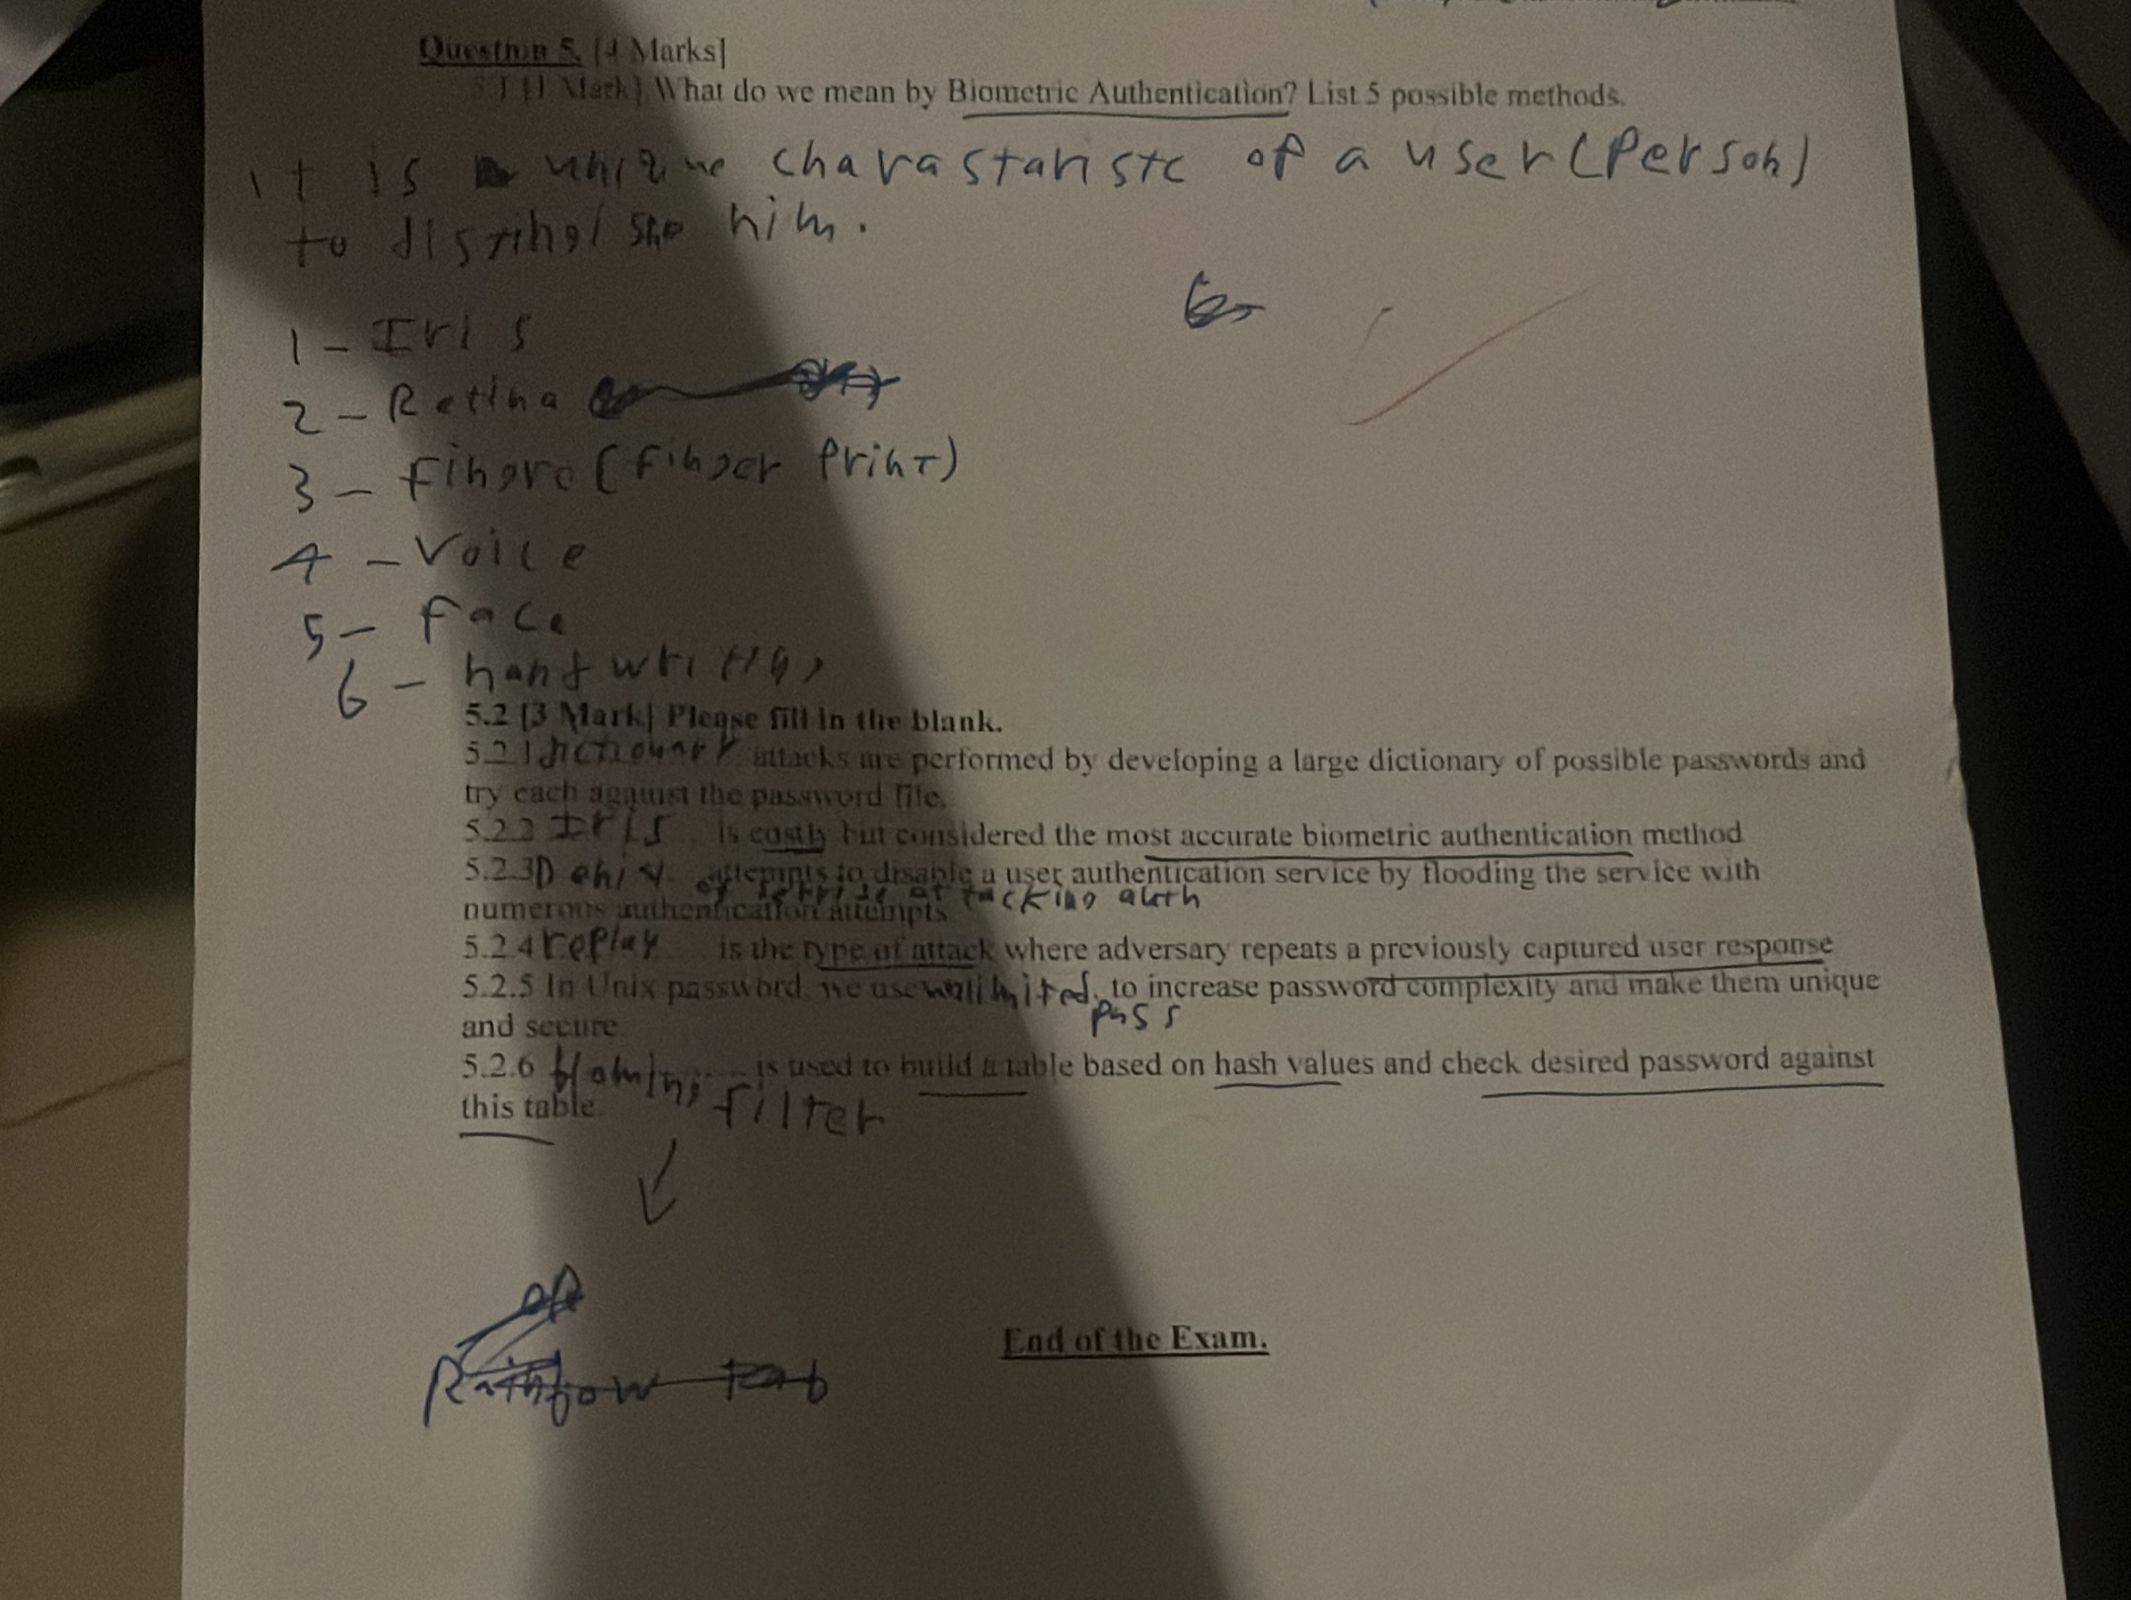 Question 5. [4 Marks]
5.1 [1 Mark] What do we mean by Biometric Authentication? List 5 possible methods.
It is unique charastaristc of a user (Person)
to distingishe him.
1 - Iris
2 - Retina
3 - Fingre (finger Print)
4 - Voice
5 - Face
6 - handwriting
5.2 [3 Mark] Please fill in the blank.
5.2.1 Dictionary attacks are performed by developing a large dictionary of possible passwords and
try each against the password file.
5.2.2 Iris is costly but considered the most accurate biometric authentication method
5.2.3 Denial attempts to disable a user authentication service by flooding the service with
of service attacking auth
numerous authentication attempts
5.2.4 replay is the type of attack where adversary repeats a previously captured user response
5.2.5 In Unix password, we use to increase password complexity and make them unique
pass
and secure
5.2.6 is used to build a table based on hash values and check desired password against
this table. filter
Rainbow tab
End of the Exam.